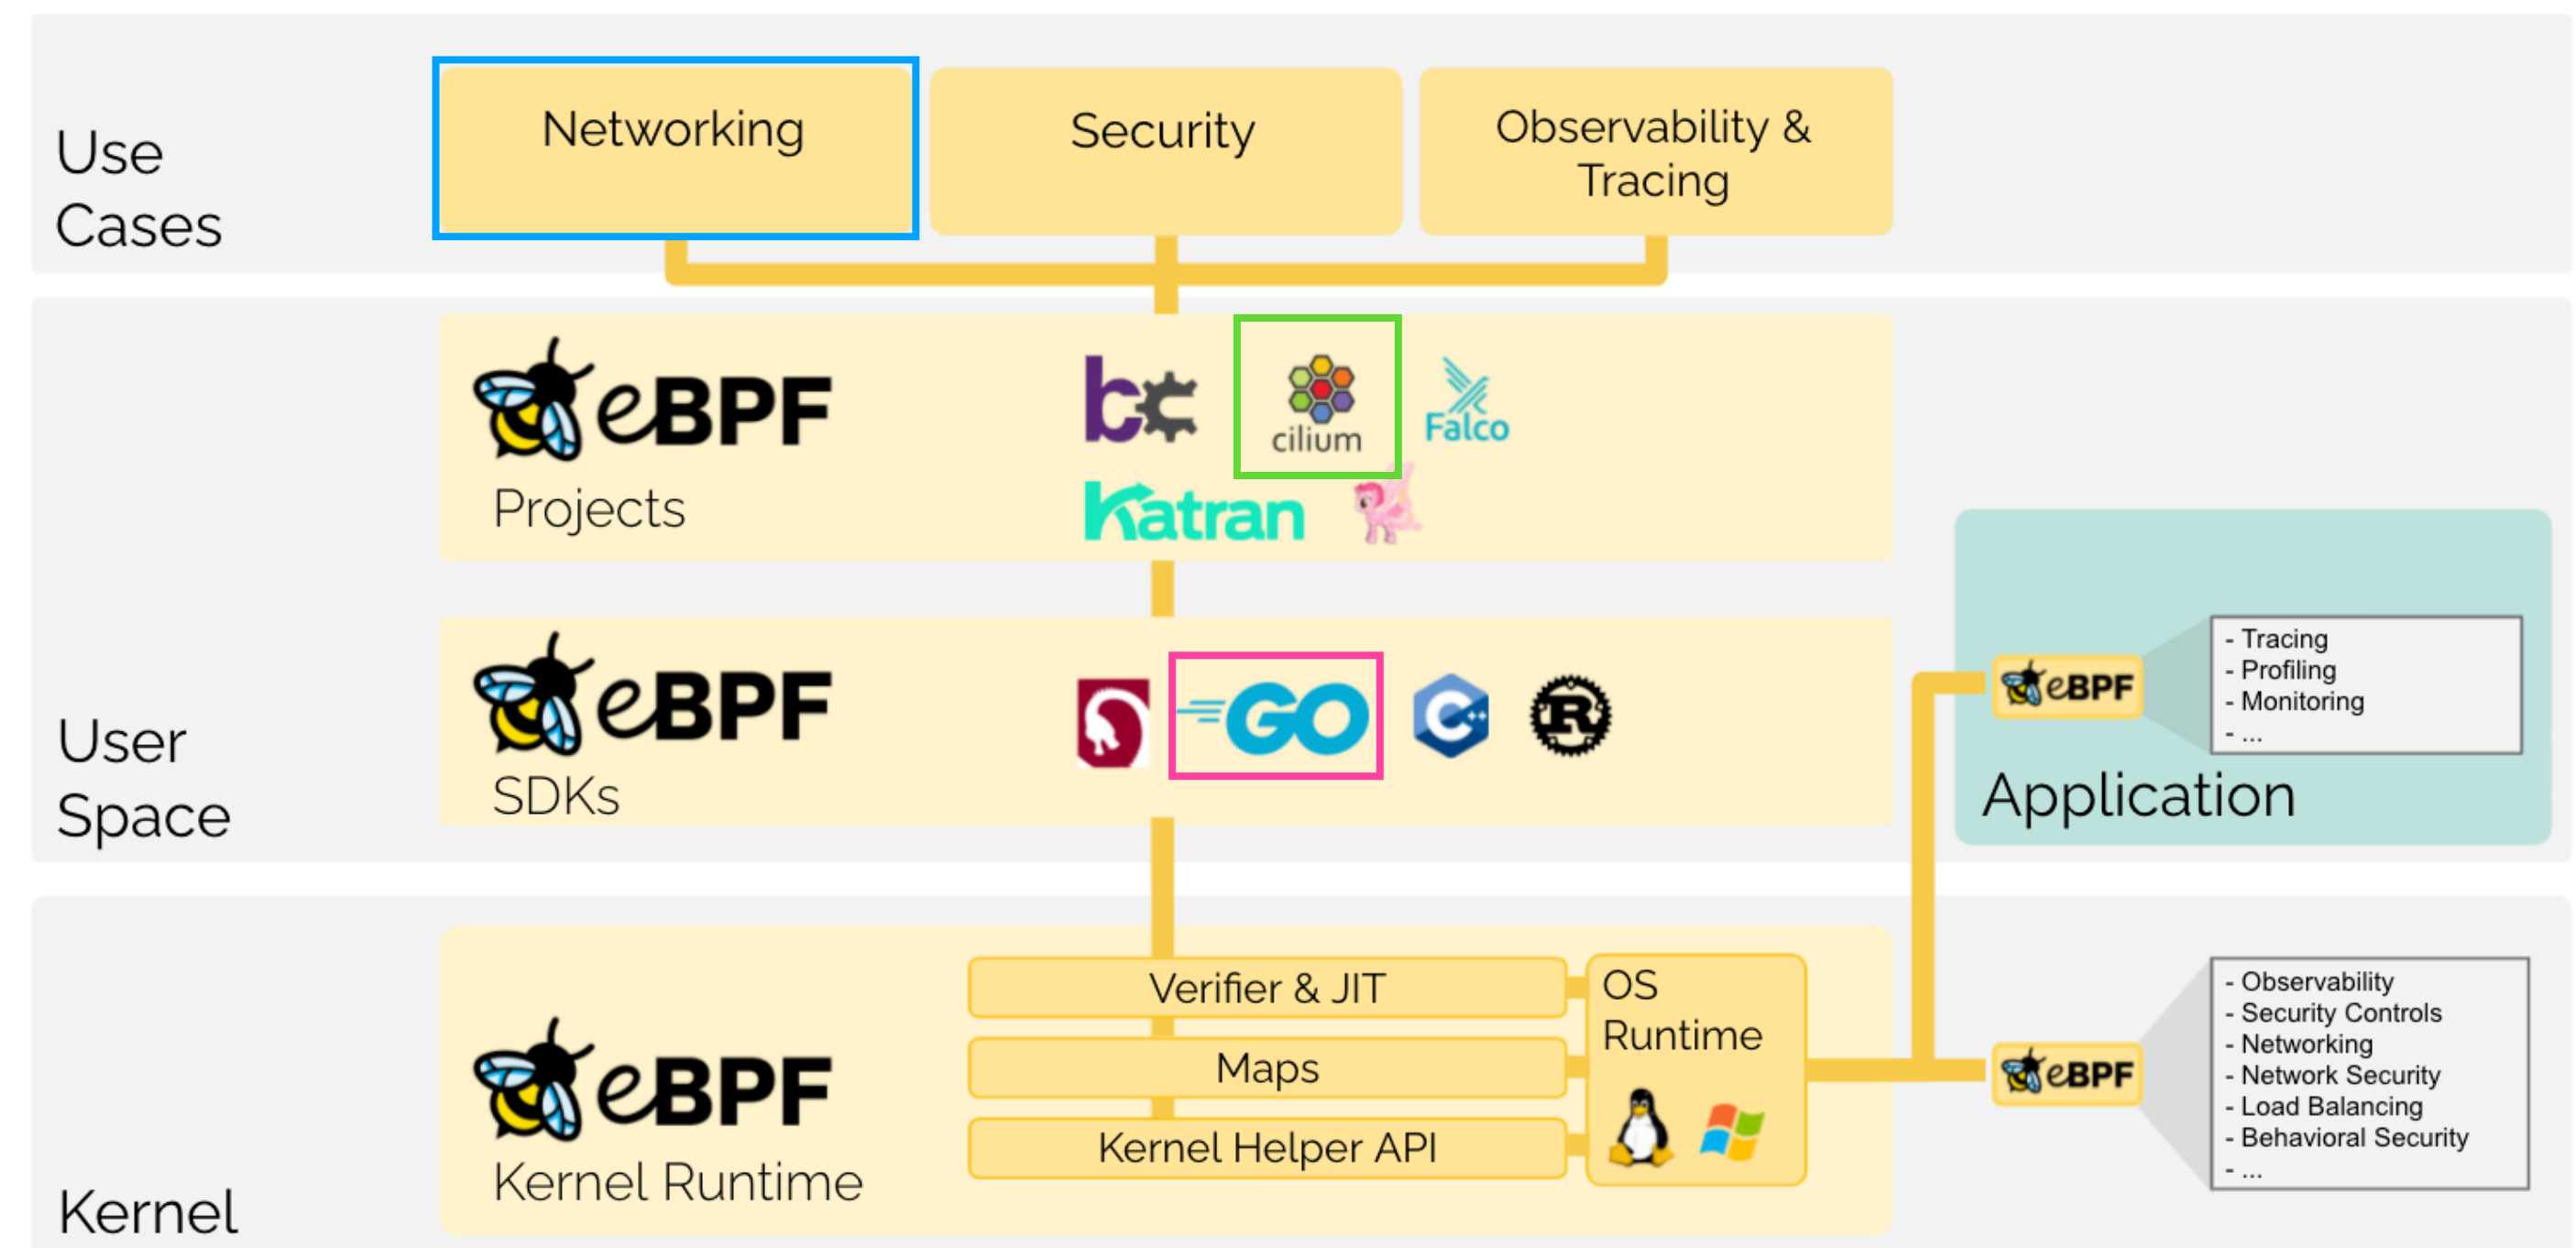 Use
Cases
Networking
Security
Observability &
Tracing
User
Space
eBPF
Projects
bc
cilium
Falco
Katran
eBPF
SDKs
GO
C++
R
eBPF
- Tracing
- Profiling
- Monitoring
- ...
Application
Kernel
eBPF
Kernel Runtime
Verifier & JIT
Maps
Kernel Helper API
OS
Runtime
eBPF
- Observability
- Security Controls
- Networking
- Network Security
- Load Balancing
- Behavioral Security
- ...